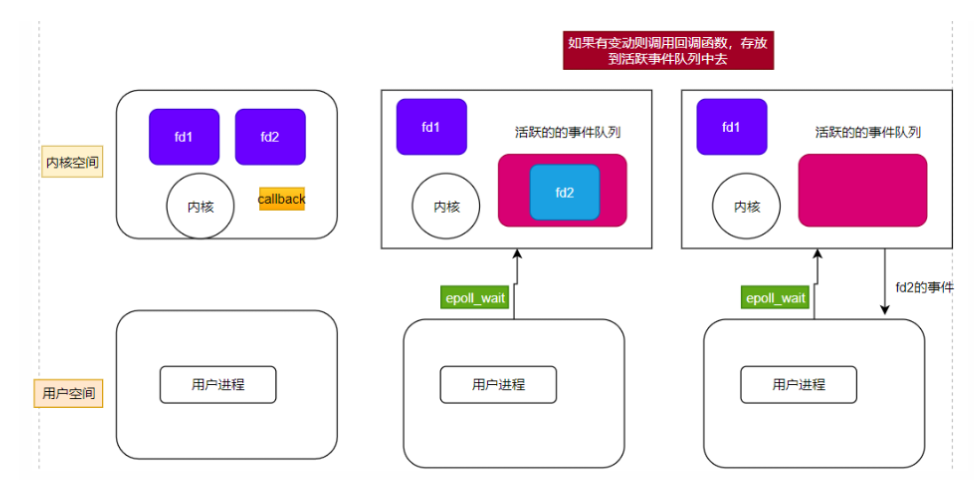 如果有变动则调用回调函数，存放
到活跃事件队列中去
内核空间
fd1
fd2
内核
callback
fd1
活跃的的事件队列
内核
fd2
fd1
活跃的的事件队列
内核
epoll_wait
epoll_wait
fd2的事件
用户空间
用户进程
用户进程
用户进程